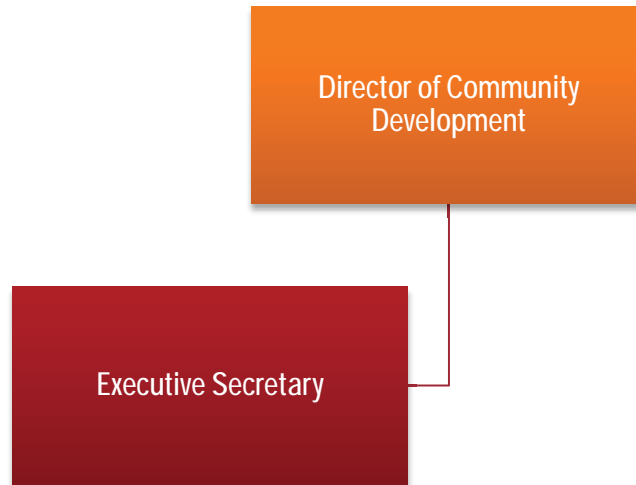 Director of Community
Development
Executive Secretary